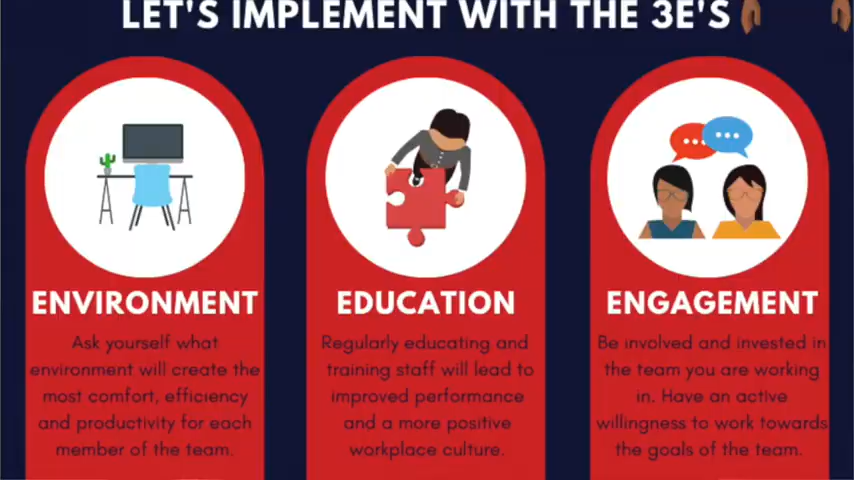 LET'S IMPLEMENT WITH THE 3E'S
ENVIRONMENT
Ask yourself what
environment will create the
most comfort, efficiency
and productivity for each
member of the team.
EDUCATION
Regularly educating and
training staff will lead to
improved performance
and a more positive
workplace culture.
ENGAGEMENT
Be involved and invested in
the team you are working
in. Have an active
willingness to work towards
the goals of the team.